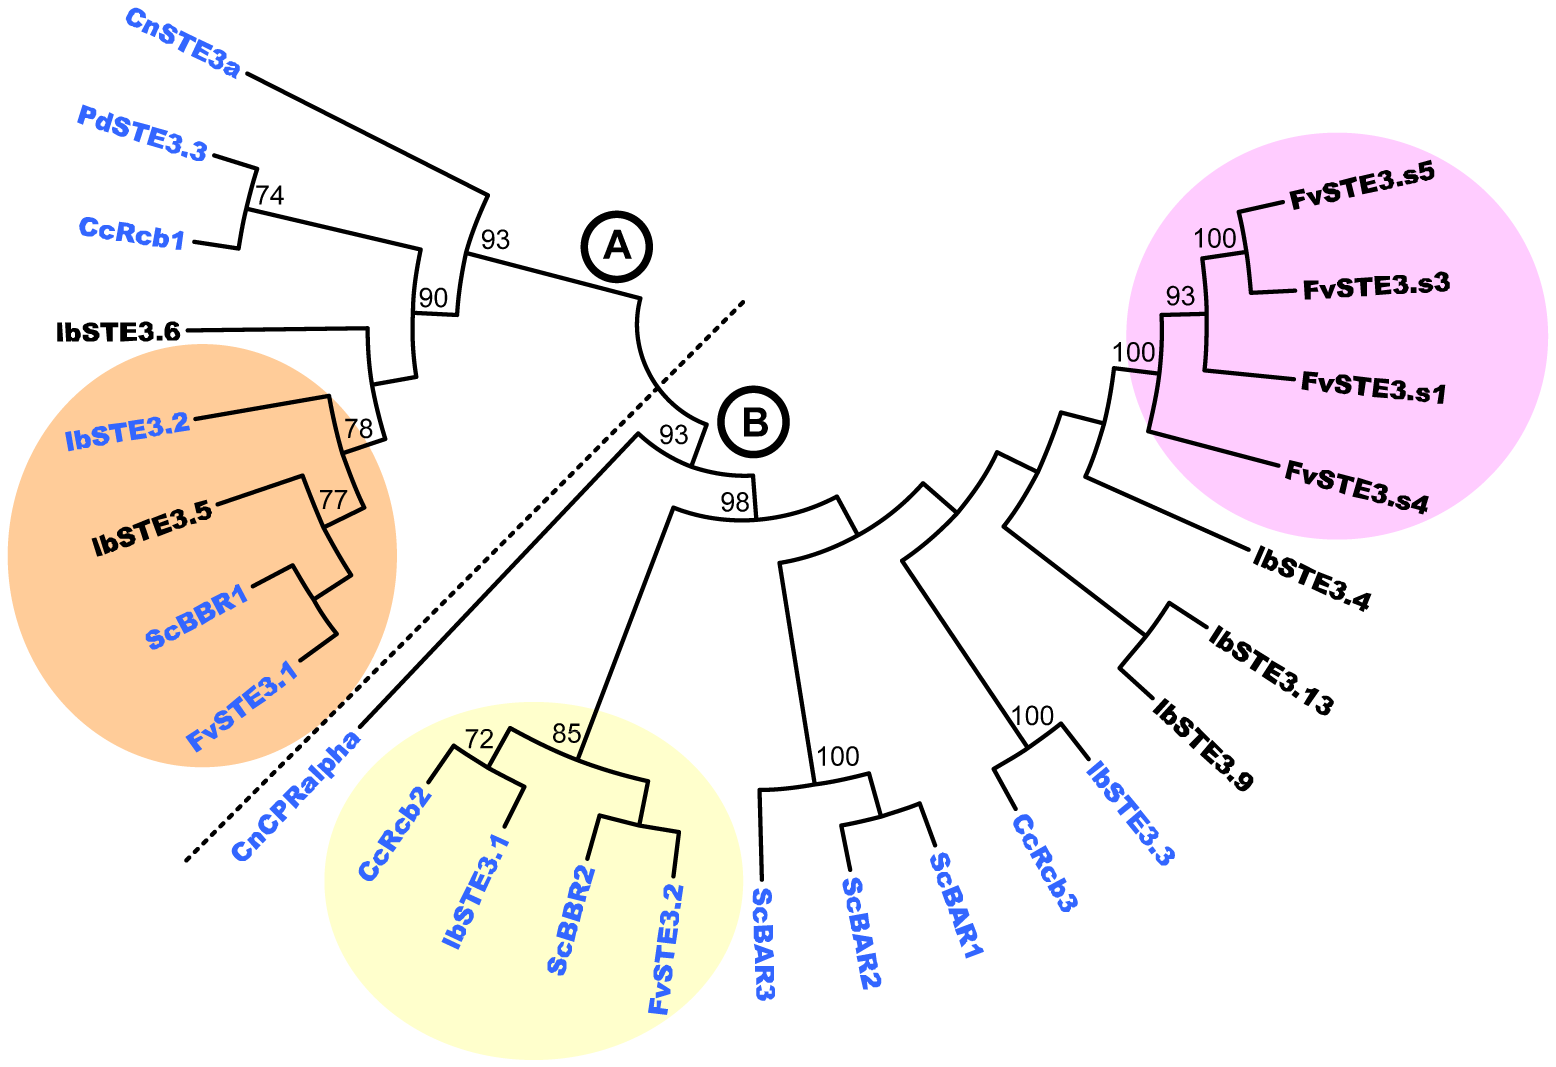 CnSTE3a
PdSTE3.3
74
CcRcb1
93
A
90
IbSTE3.6
IbSTE3.2
78
IbSTE3.5
77
ScBBR1
FvSTE3.1
B
93
98
CnCPRalpha
72
85
CcRcb2
IbSTE3.1
ScBBR2
FvSTE3.2
100
ScBAR3
ScBAR2
ScBAR1
100
CcRcb3
IbSTE3.3
FvSTE3.s5
100
FvSTE3.s3
93
100
FvSTE3.s1
FvSTE3.s4
IbSTE3.4
IbSTE3.13
IbSTE3.9